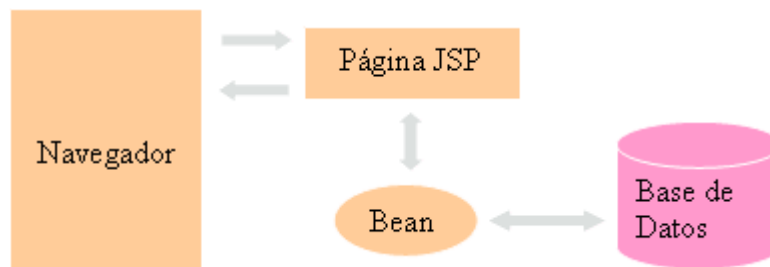 Página JSP
Navegador
Bean
Base de
Datos